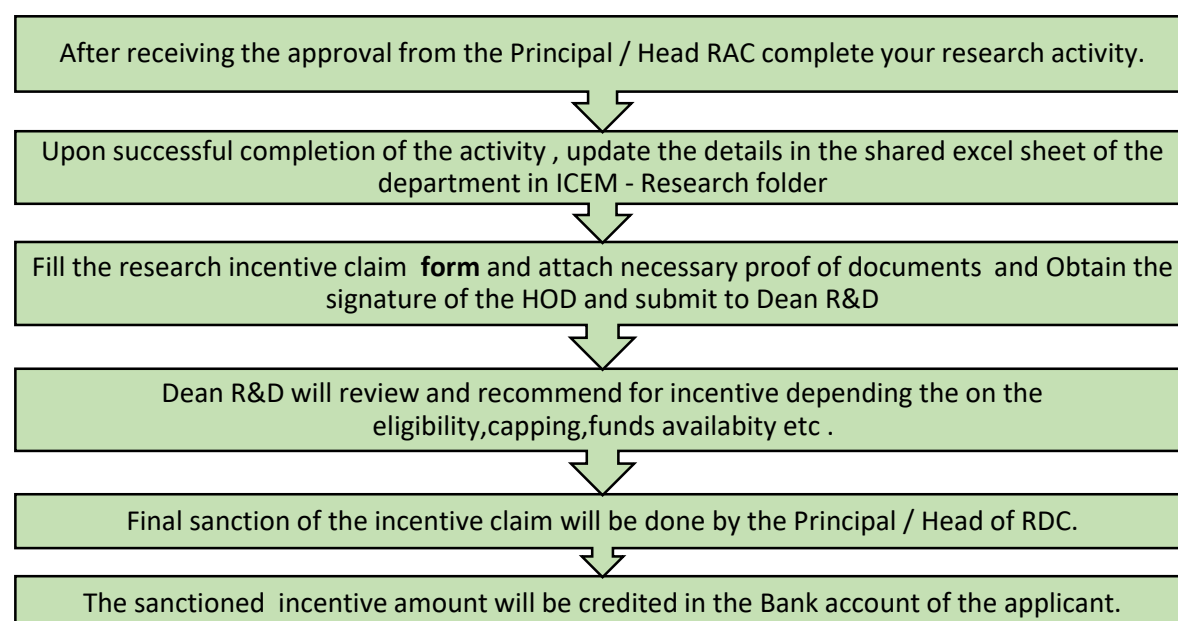 After receiving the approval from the Principal / Head RAC complete your research activity.
Upon successful completion of the activity , update the details in the shared excel sheet of the
department in ICEM - Research folder
Fill the research incentive claim form and attach necessary proof of documents and Obtain the
signature of the HOD and submit to Dean R&D
Dean R&D will review and recommend for incentive depending the on the
eligibility,capping,funds availabity etc .
Final sanction of the incentive claim will be done by the Principal / Head of RDC.
The sanctioned incentive amount will be credited in the Bank account of the applicant.